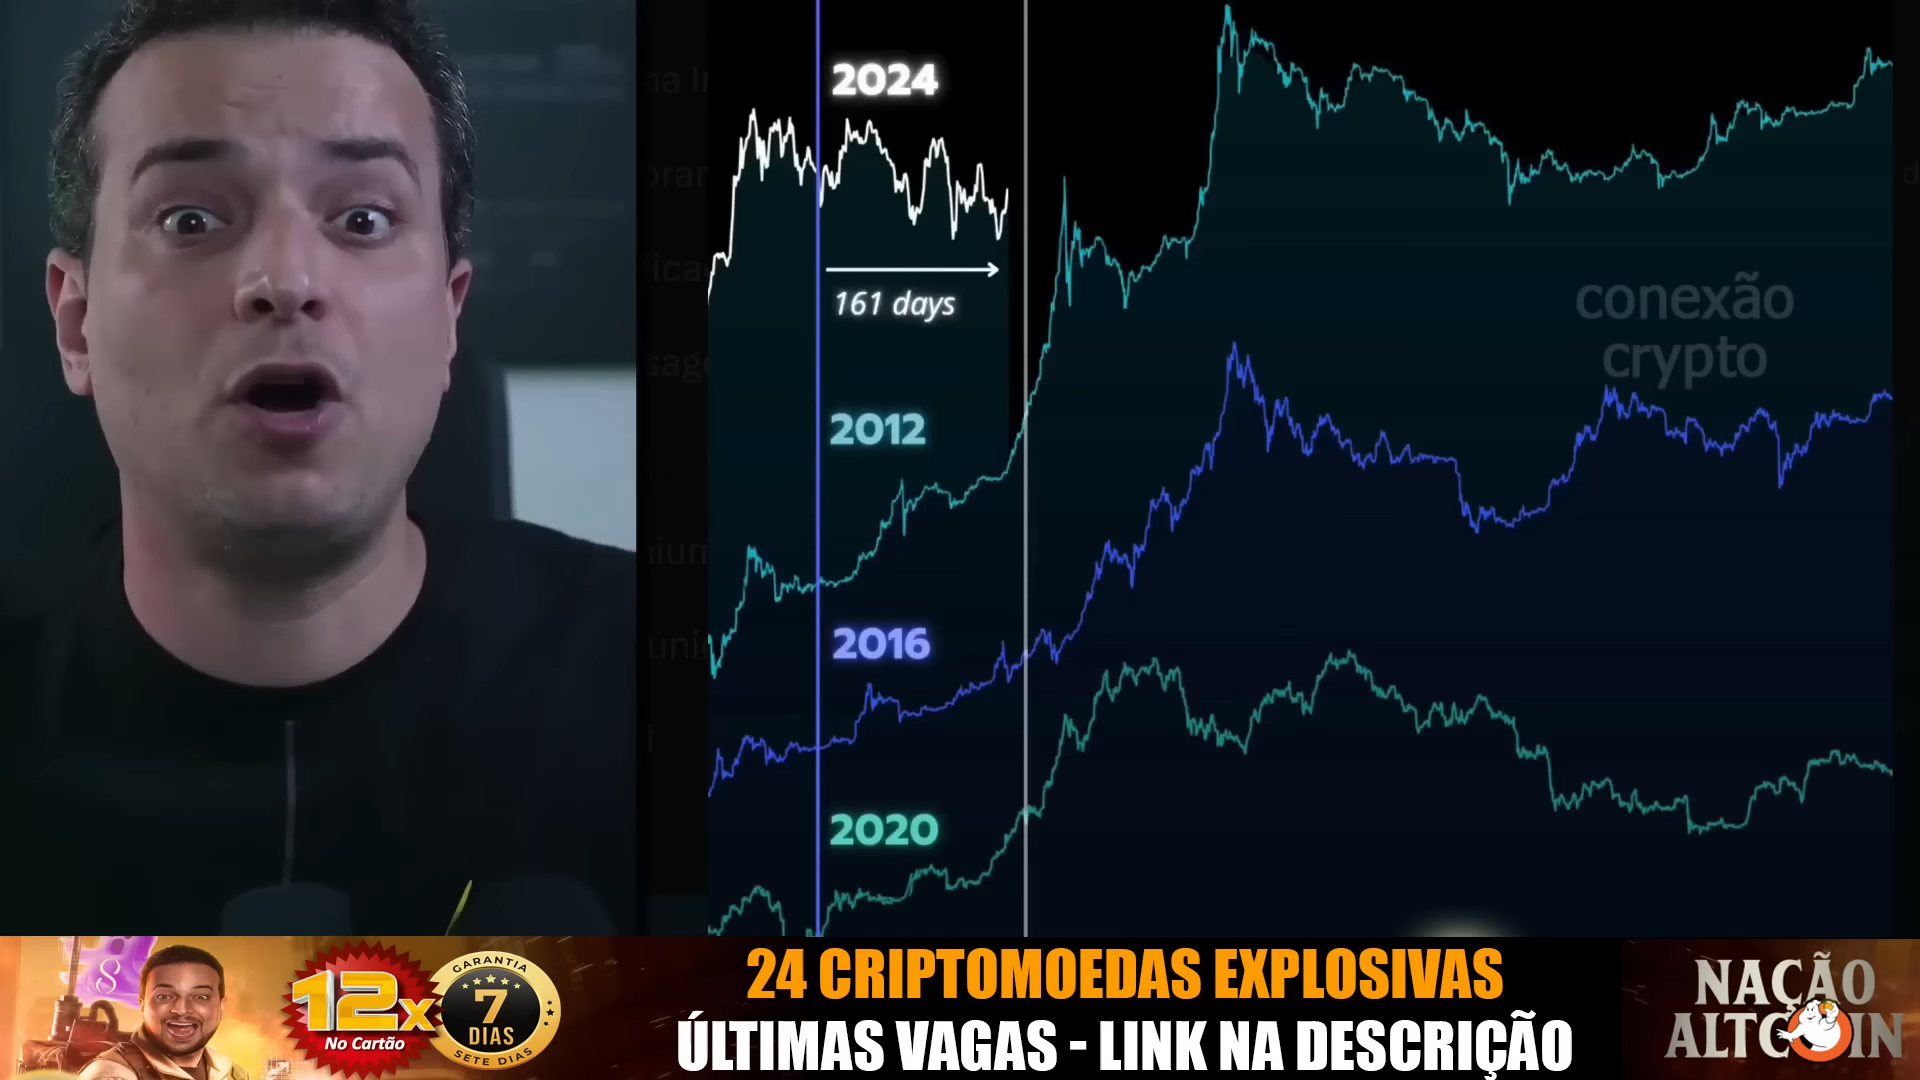 2024
161 days
conexão
crypto
2012
2016
2020
GARANTIA
12x
7
DIAS
No Cartão
SETE DIAS
24 CRIPTOMOEDAS EXPLOSIVAS
ÚLTIMAS VAGAS - LINK NA DESCRIÇÃO
NAÇÃO
ALTCOIN